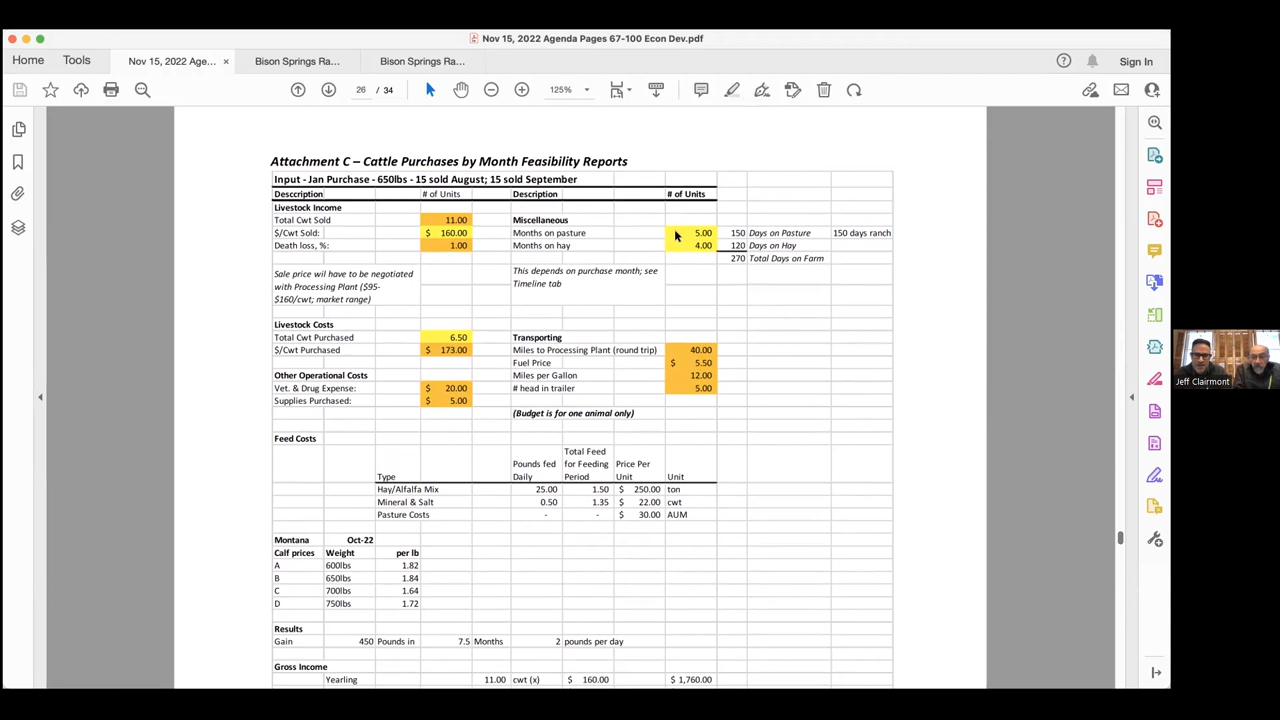 Nov 15, 2022 Agenda Pages 67-100 Econ Dev.pdf
Home Tools Nov 15, 2022 Age... × Bison Springs Ra... Bison Springs Ra... Sign In
26 / 34 125%
Attachment C – Cattle Purchases by Month Feasibility Reports
Input - Jan Purchase - 650lbs - 15 sold August; 15 sold September
Desccription # of Units Description # of Units
Livestock Income
Total Cwt Sold 11.00 Miscellaneous
$/Cwt Sold: $ 160.00 Months on pasture 5.00 150 Days on Pasture 150 days ranch
Death loss, %: 1.00 Months on hay 4.00 120 Days on Hay
270 Total Days on Farm
Sale price wil have to be negotiated This depends on purchase month; see
with Processing Plant ($95- Timeline tab
$160/cwt; market range)
Livestock Costs
Total Cwt Purchased 6.50 Transporting
$/Cwt Purchased $ 173.00 Miles to Processing Plant (round trip) 40.00
Fuel Price $ 5.50
Other Operational Costs Miles per Gallon 12.00
Vet. & Drug Expense: $ 20.00 # head in trailer 5.00
Supplies Purchased: $ 5.00
(Budget is for one animal only)
Feed Costs
Total Feed
Pounds fed for Feeding Price Per
Type Daily Period Unit Unit
Hay/Alfalfa Mix 25.00 1.50 $ 250.00 ton
Mineral & Salt 0.50 1.35 $ 22.00 cwt
Pasture Costs - - $ 30.00 AUM
Montana Oct-22
Calf prices Weight per lb
A 600lbs 1.82
B 650lbs 1.84
C 700lbs 1.64
D 750lbs 1.72
Results
Gain 450 Pounds in 7.5 Months 2 pounds per day
Gross Income
Yearling 11.00 cwt (x) $ 160.00 $ 1,760.00
Jeff Clairmont